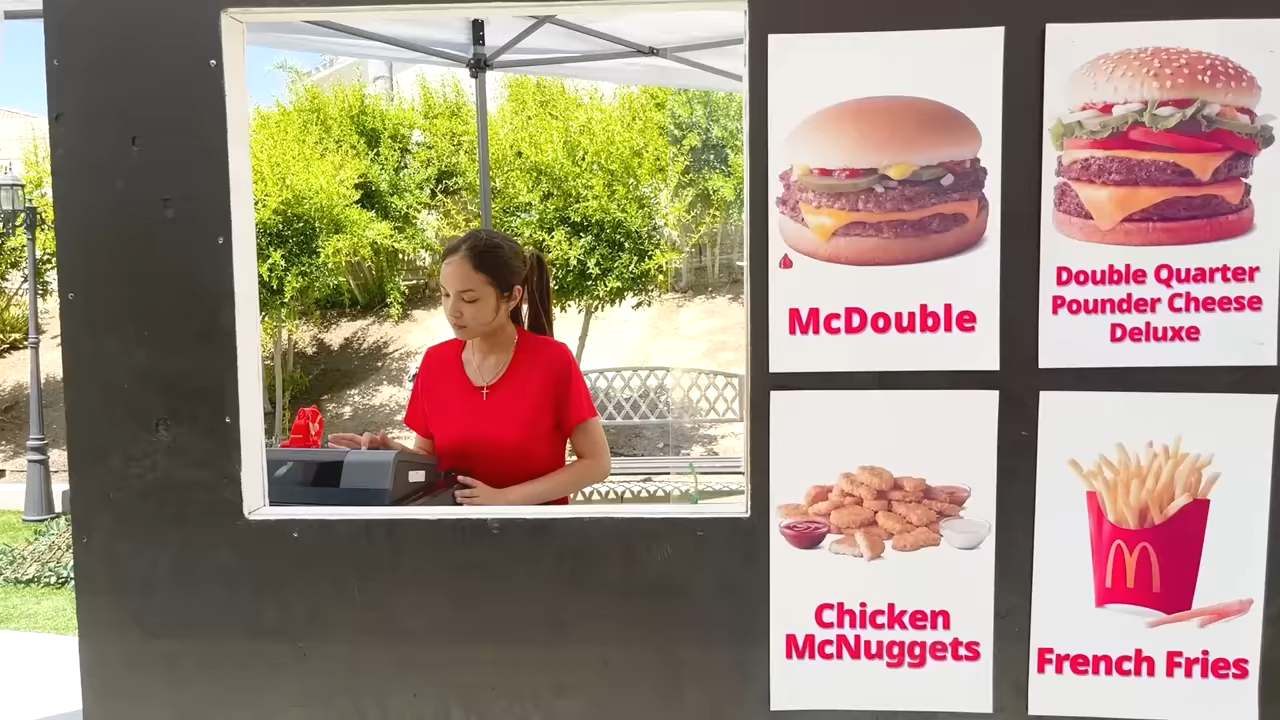 McDouble
Double Quarter
Pounder Cheese
Deluxe
Chicken
McNuggets
French Fries